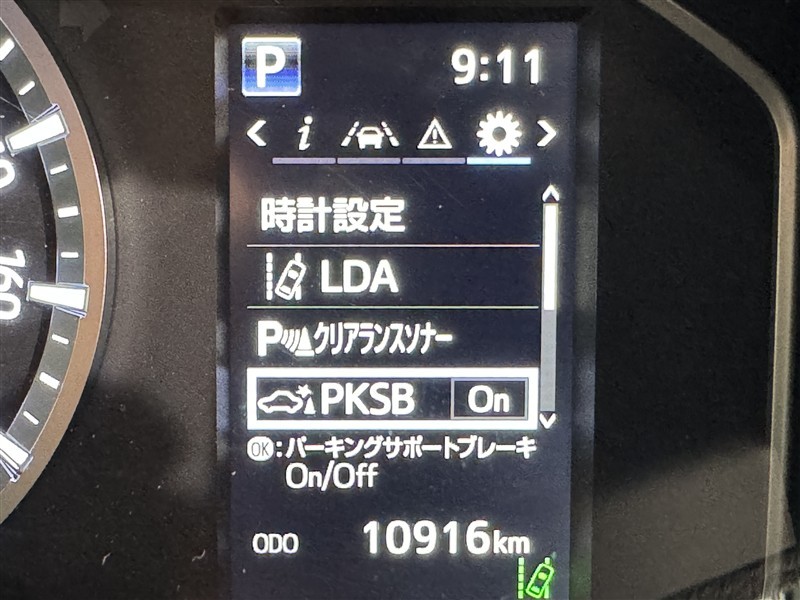 P 9:11
時計設定
LDA
P クリアランスソナー
PKSB On
OK:パーキングサポートブレーキ
On/Off
ODO 10916km
160